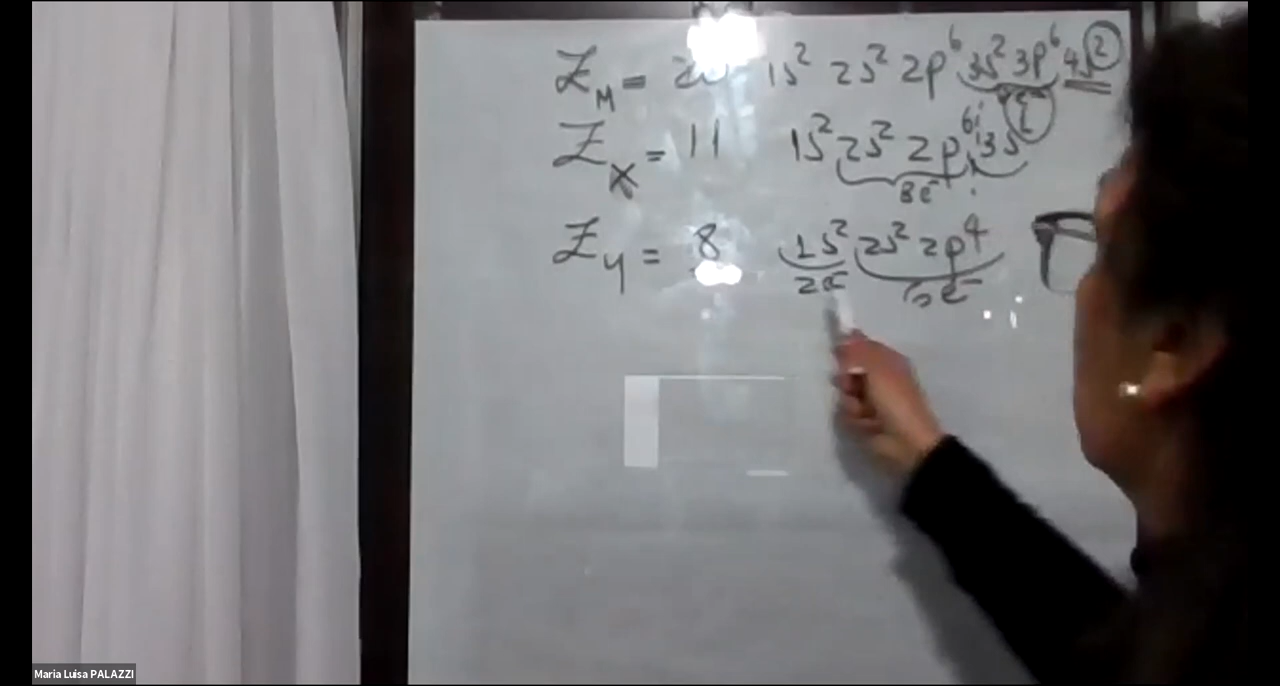 Z_M = 20 1s² 2s² 2p⁶ 3s² 3p⁶ 4s²
8e⁻
Z_X = 11 1s² 2s² 2p⁶ 3s¹
8e⁻
Z_Y = 8 1s² 2s² 2p⁴
2e⁻ 6e⁻
Maria Luisa PALAZZI